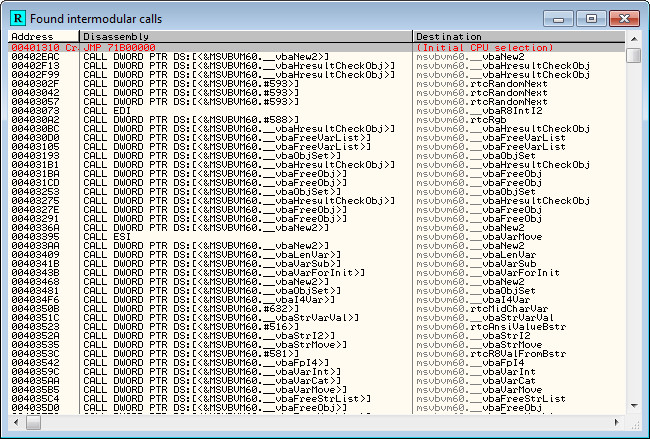 R Found intermodular calls
Address Disassembly Destination
00401310 Cr JMP 71B00000 (Initial CPU selection)
00402EAC CALL DWORD PTR DS:[<&MSVBVM60.__vbaNew2>] msvbvm60.__vbaNew2
00402F13 CALL DWORD PTR DS:[<&MSVBVM60.__vbaHresultCheckObj>] msvbvm60.__vbaHresultCheckObj
00402F99 CALL DWORD PTR DS:[<&MSVBVM60.__vbaHresultCheckObj>] msvbvm60.__vbaHresultCheckObj
0040302F CALL DWORD PTR DS:[<&MSVBVM60.#593>] msvbvm60.rtcRandomNext
00403042 CALL DWORD PTR DS:[<&MSVBVM60.#593>] msvbvm60.rtcRandomNext
00403057 CALL DWORD PTR DS:[<&MSVBVM60.#593>] msvbvm60.rtcRandomNext
00403073 CALL EDI msvbvm60.__vbaR8IntI2
004030A2 CALL DWORD PTR DS:[<&MSVBVM60.#588>] msvbvm60.rtcRgb
004030BC CALL DWORD PTR DS:[<&MSVBVM60.__vbaHresultCheckObj>] msvbvm60.__vbaHresultCheckObj
004030D0 CALL DWORD PTR DS:[<&MSVBVM60.__vbaFreeVarList>] msvbvm60.__vbaFreeVarList
00403105 CALL DWORD PTR DS:[<&MSVBVM60.__vbaFreeVarList>] msvbvm60.__vbaFreeVarList
00403193 CALL DWORD PTR DS:[<&MSVBVM60.__vbaObjSet>] msvbvm60.__vbaObjSet
004031B1 CALL DWORD PTR DS:[<&MSVBVM60.__vbaHresultCheckObj>] msvbvm60.__vbaHresultCheckObj
004031BA CALL DWORD PTR DS:[<&MSVBVM60.__vbaFreeObj>] msvbvm60.__vbaFreeObj
004031CD CALL DWORD PTR DS:[<&MSVBVM60.__vbaFreeObj>] msvbvm60.__vbaFreeObj
00403253 CALL DWORD PTR DS:[<&MSVBVM60.__vbaObjSet>] msvbvm60.__vbaObjSet
00403275 CALL DWORD PTR DS:[<&MSVBVM60.__vbaHresultCheckObj>] msvbvm60.__vbaHresultCheckObj
0040327E CALL DWORD PTR DS:[<&MSVBVM60.__vbaFreeObj>] msvbvm60.__vbaFreeObj
00403291 CALL DWORD PTR DS:[<&MSVBVM60.__vbaFreeObj>] msvbvm60.__vbaFreeObj
0040336A CALL DWORD PTR DS:[<&MSVBVM60.__vbaNew2>] msvbvm60.__vbaNew2
00403395 CALL ESI msvbvm60.__vbaVarMove
004033AA CALL DWORD PTR DS:[<&MSVBVM60.__vbaNew2>] msvbvm60.__vbaNew2
00403409 CALL DWORD PTR DS:[<&MSVBVM60.__vbaLenVar>] msvbvm60.__vbaLenVar
0040341B CALL DWORD PTR DS:[<&MSVBVM60.__vbaVarSub>] msvbvm60.__vbaVarSub
0040343B CALL DWORD PTR DS:[<&MSVBVM60.__vbaVarForInit>] msvbvm60.__vbaVarForInit
00403468 CALL DWORD PTR DS:[<&MSVBVM60.__vbaNew2>] msvbvm60.__vbaNew2
00403481 CALL DWORD PTR DS:[<&MSVBVM60.__vbaObjSet>] msvbvm60.__vbaObjSet
004034F6 CALL DWORD PTR DS:[<&MSVBVM60.__vbaI4Var>] msvbvm60.__vbaI4Var
0040350B CALL DWORD PTR DS:[<&MSVBVM60.#632>] msvbvm60.rtcMidCharVar
0040351C CALL DWORD PTR DS:[<&MSVBVM60.__vbaStrVarVal>] msvbvm60.__vbaStrVarVal
00403523 CALL DWORD PTR DS:[<&MSVBVM60.#516>] msvbvm60.rtcAnsiValueBstr
0040352A CALL DWORD PTR DS:[<&MSVBVM60.__vbaStrI2>] msvbvm60.__vbaStrI2
00403535 CALL DWORD PTR DS:[<&MSVBVM60.__vbaStrMove>] msvbvm60.__vbaStrMove
0040353C CALL DWORD PTR DS:[<&MSVBVM60.#581>] msvbvm60.rtcR8ValFromBstr
00403542 CALL DWORD PTR DS:[<&MSVBVM60.__vbaFpI4>] msvbvm60.__vbaFpI4
00403559 CALL DWORD PTR DS:[<&MSVBVM60.__vbaVarInt>] msvbvm60.__vbaVarInt
004035AA CALL DWORD PTR DS:[<&MSVBVM60.__vbaVarCat>] msvbvm60.__vbaVarCat
004035B5 CALL DWORD PTR DS:[<&MSVBVM60.__vbaVarMove>] msvbvm60.__vbaVarMove
004035C4 CALL DWORD PTR DS:[<&MSVBVM60.__vbaFreeStrList>] msvbvm60.__vbaFreeStrList
004035D0 CALL DWORD PTR DS:[<&MSVBVM60.__vbaFreeObj>] msvbvm60.__vbaFreeObj